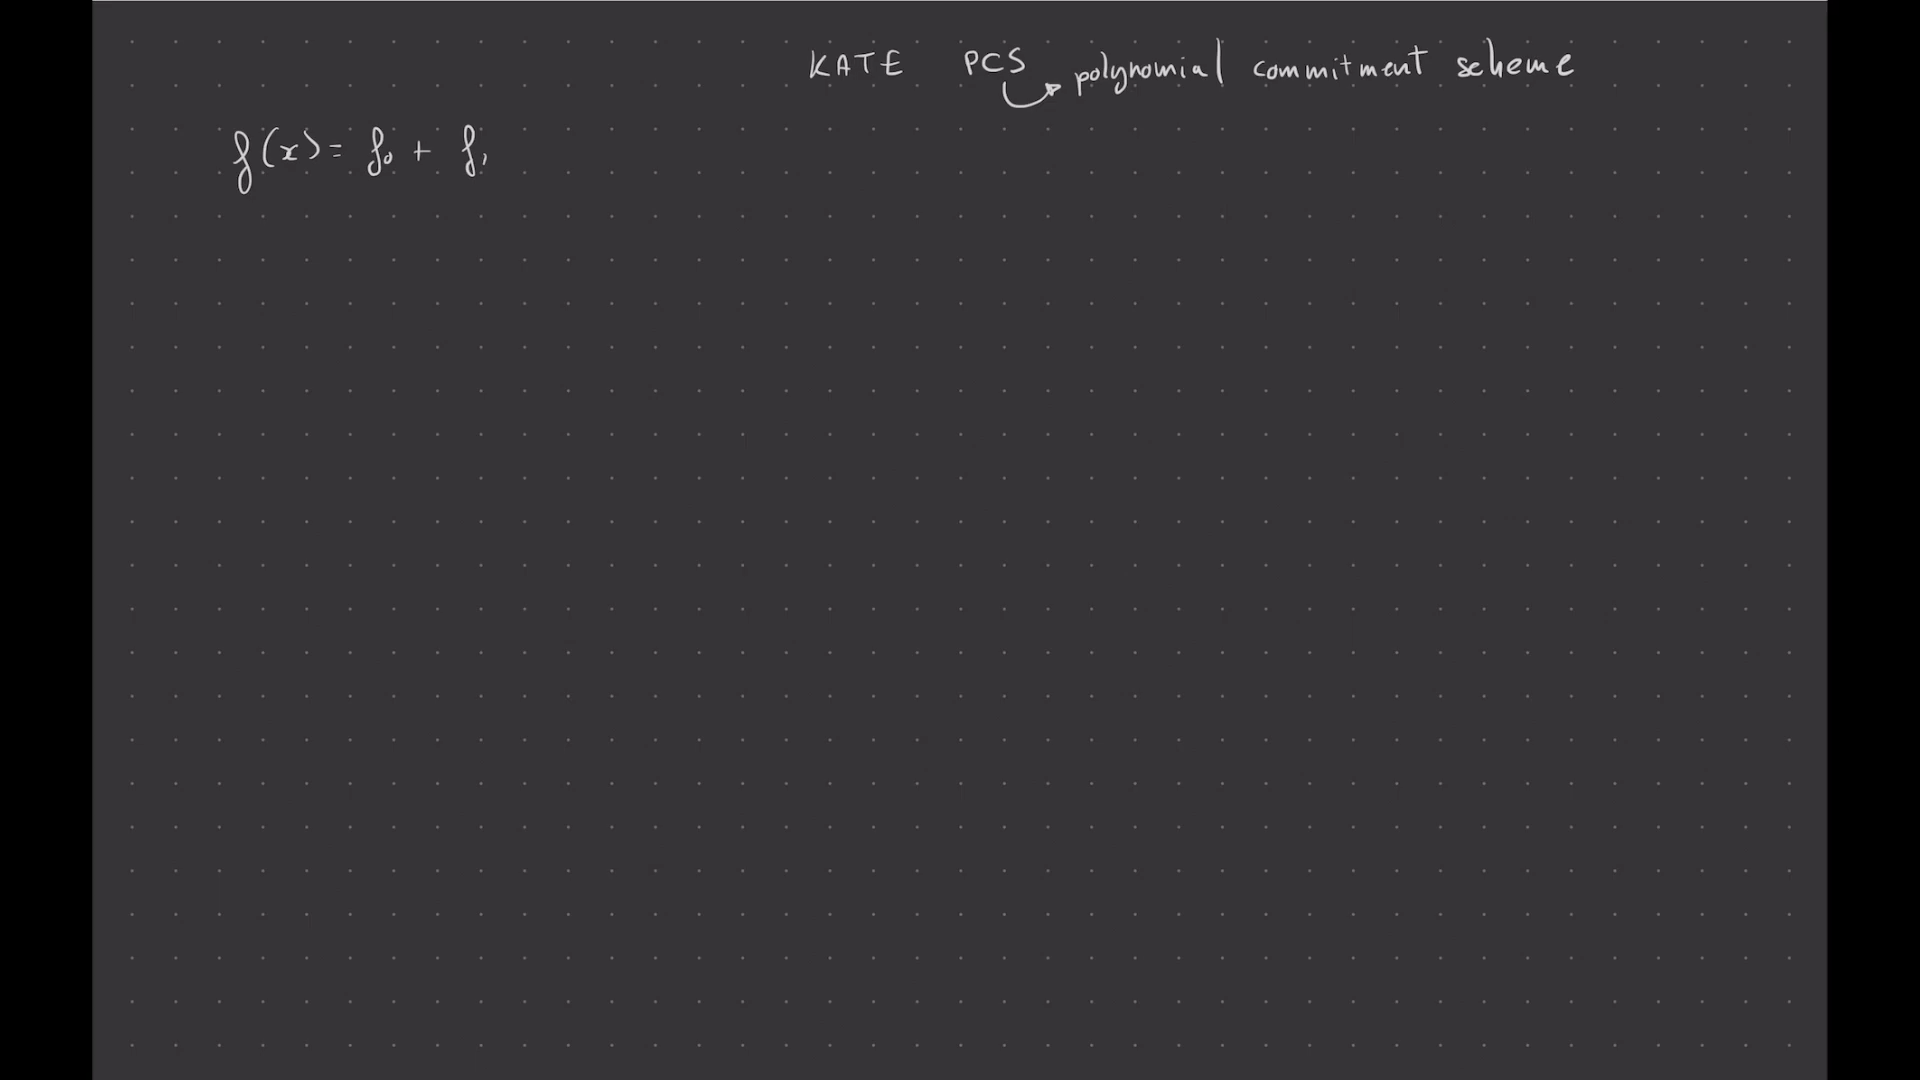 KATE PCS → polynomial commitment scheme
f(x) = f₀ + f₁